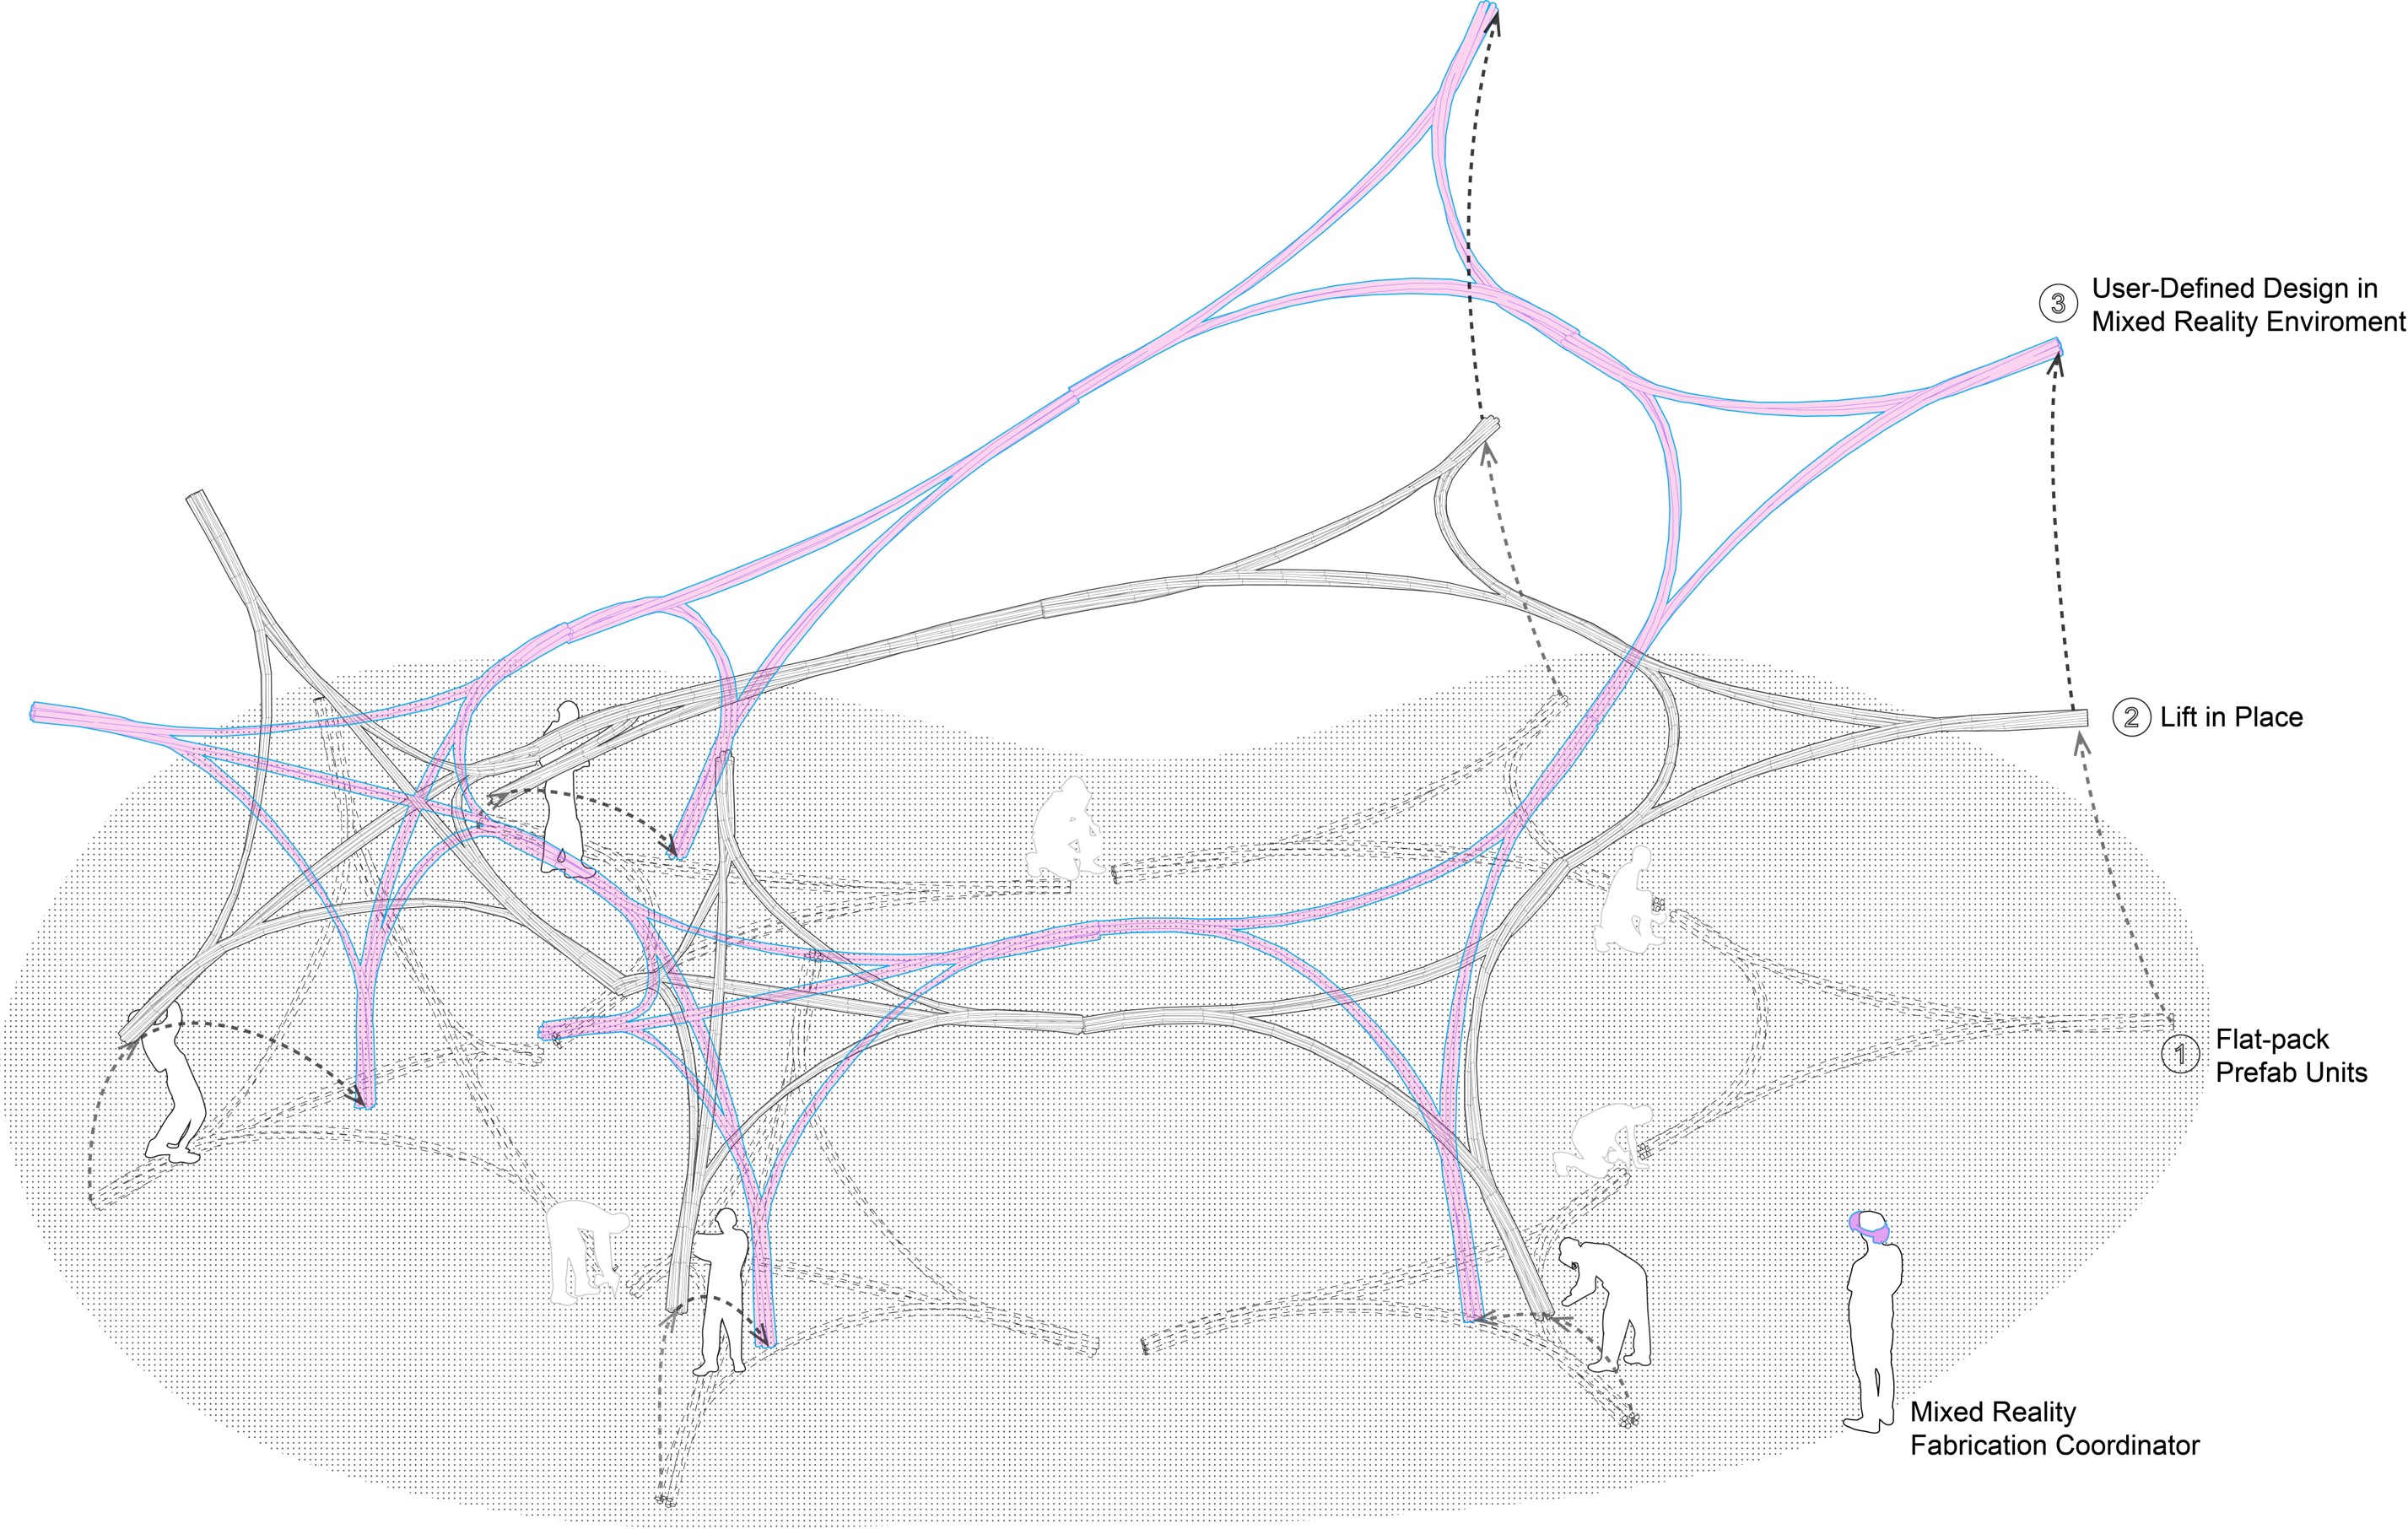 3 User-Defined Design in
Mixed Reality Enviroment
2 Lift in Place
1 Flat-pack
Prefab Units
Mixed Reality
Fabrication Coordinator